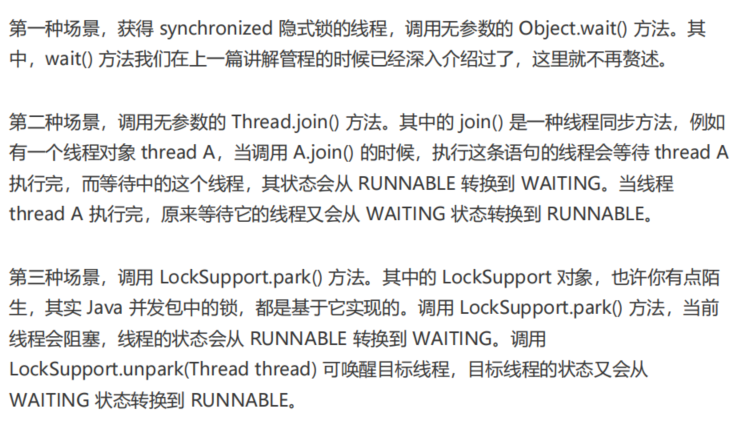 第一种场景，获得 synchronized 隐式锁的线程，调用无参数的 Object.wait() 方法。其
中，wait() 方法我们在上一篇讲解管程的时候已经深入介绍过了，这里就不再赘述。
第二种场景，调用无参数的 Thread.join() 方法。其中的 join() 是一种线程同步方法，例如
有一个线程对象 thread A，当调用 A.join() 的时候，执行这条语句的线程会等待 thread A
执行完，而等待中的这个线程，其状态会从 RUNNABLE 转换到 WAITING。当线程
thread A 执行完，原来等待它的线程又会从 WAITING 状态转换到 RUNNABLE。
第三种场景，调用 LockSupport.park() 方法。其中的 LockSupport 对象，也许你有点陌
生，其实 Java 并发包中的锁，都是基于它实现的。调用 LockSupport.park() 方法，当前
线程会阻塞，线程的状态会从 RUNNABLE 转换到 WAITING。调用
LockSupport.unpark(Thread thread) 可唤醒目标线程，目标线程的状态又会从
WAITING 状态转换到 RUNNABLE。